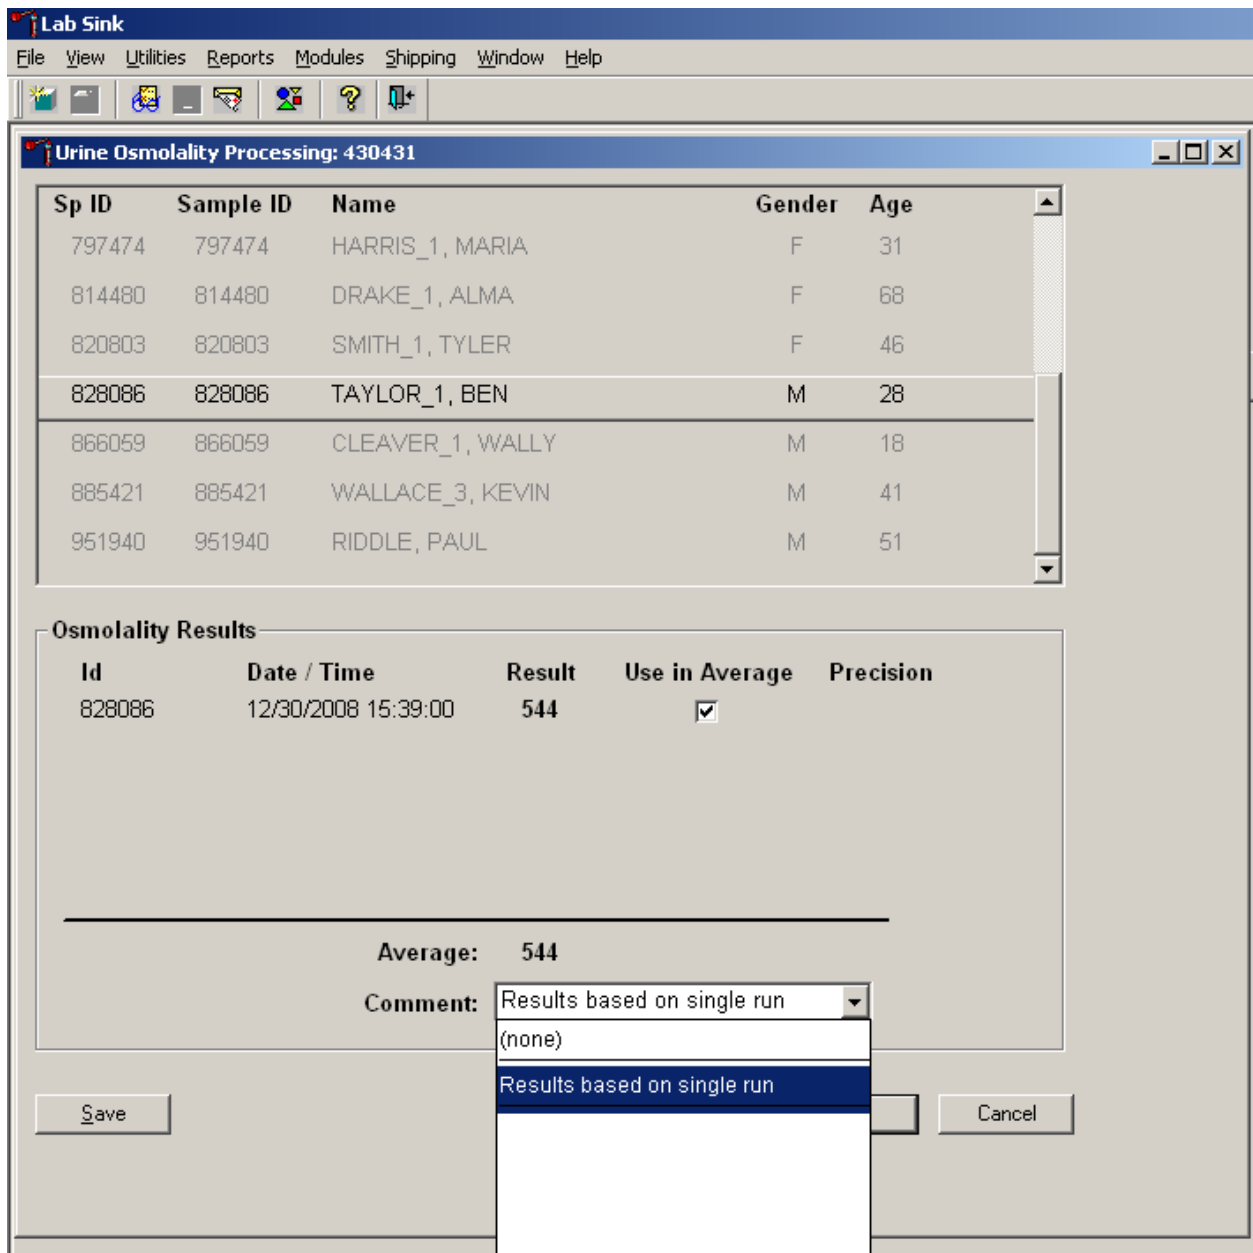 Lab Sink
File View Utilities Reports Modules Shipping Window Help
Urine Osmolality Processing: 430431
Sp ID Sample ID Name Gender Age
797474 797474 HARRIS_1, MARIA F 31
814480 814480 DRAKE_1, ALMA F 68
820803 820803 SMITH_1, TYLER F 46
828086 828086 TAYLOR_1, BEN M 28
866059 866059 CLEAVER_1, WALLY M 18
885421 885421 WALLACE_3, KEVIN M 41
951940 951940 RIDDLE, PAUL M 51
Osmolality Results
Id Date / Time Result Use in Average Precision
828086 12/30/2008 15:39:00 544
Average: 544
Comment: Results based on single run
(none)
Results based on single run
Save Cancel